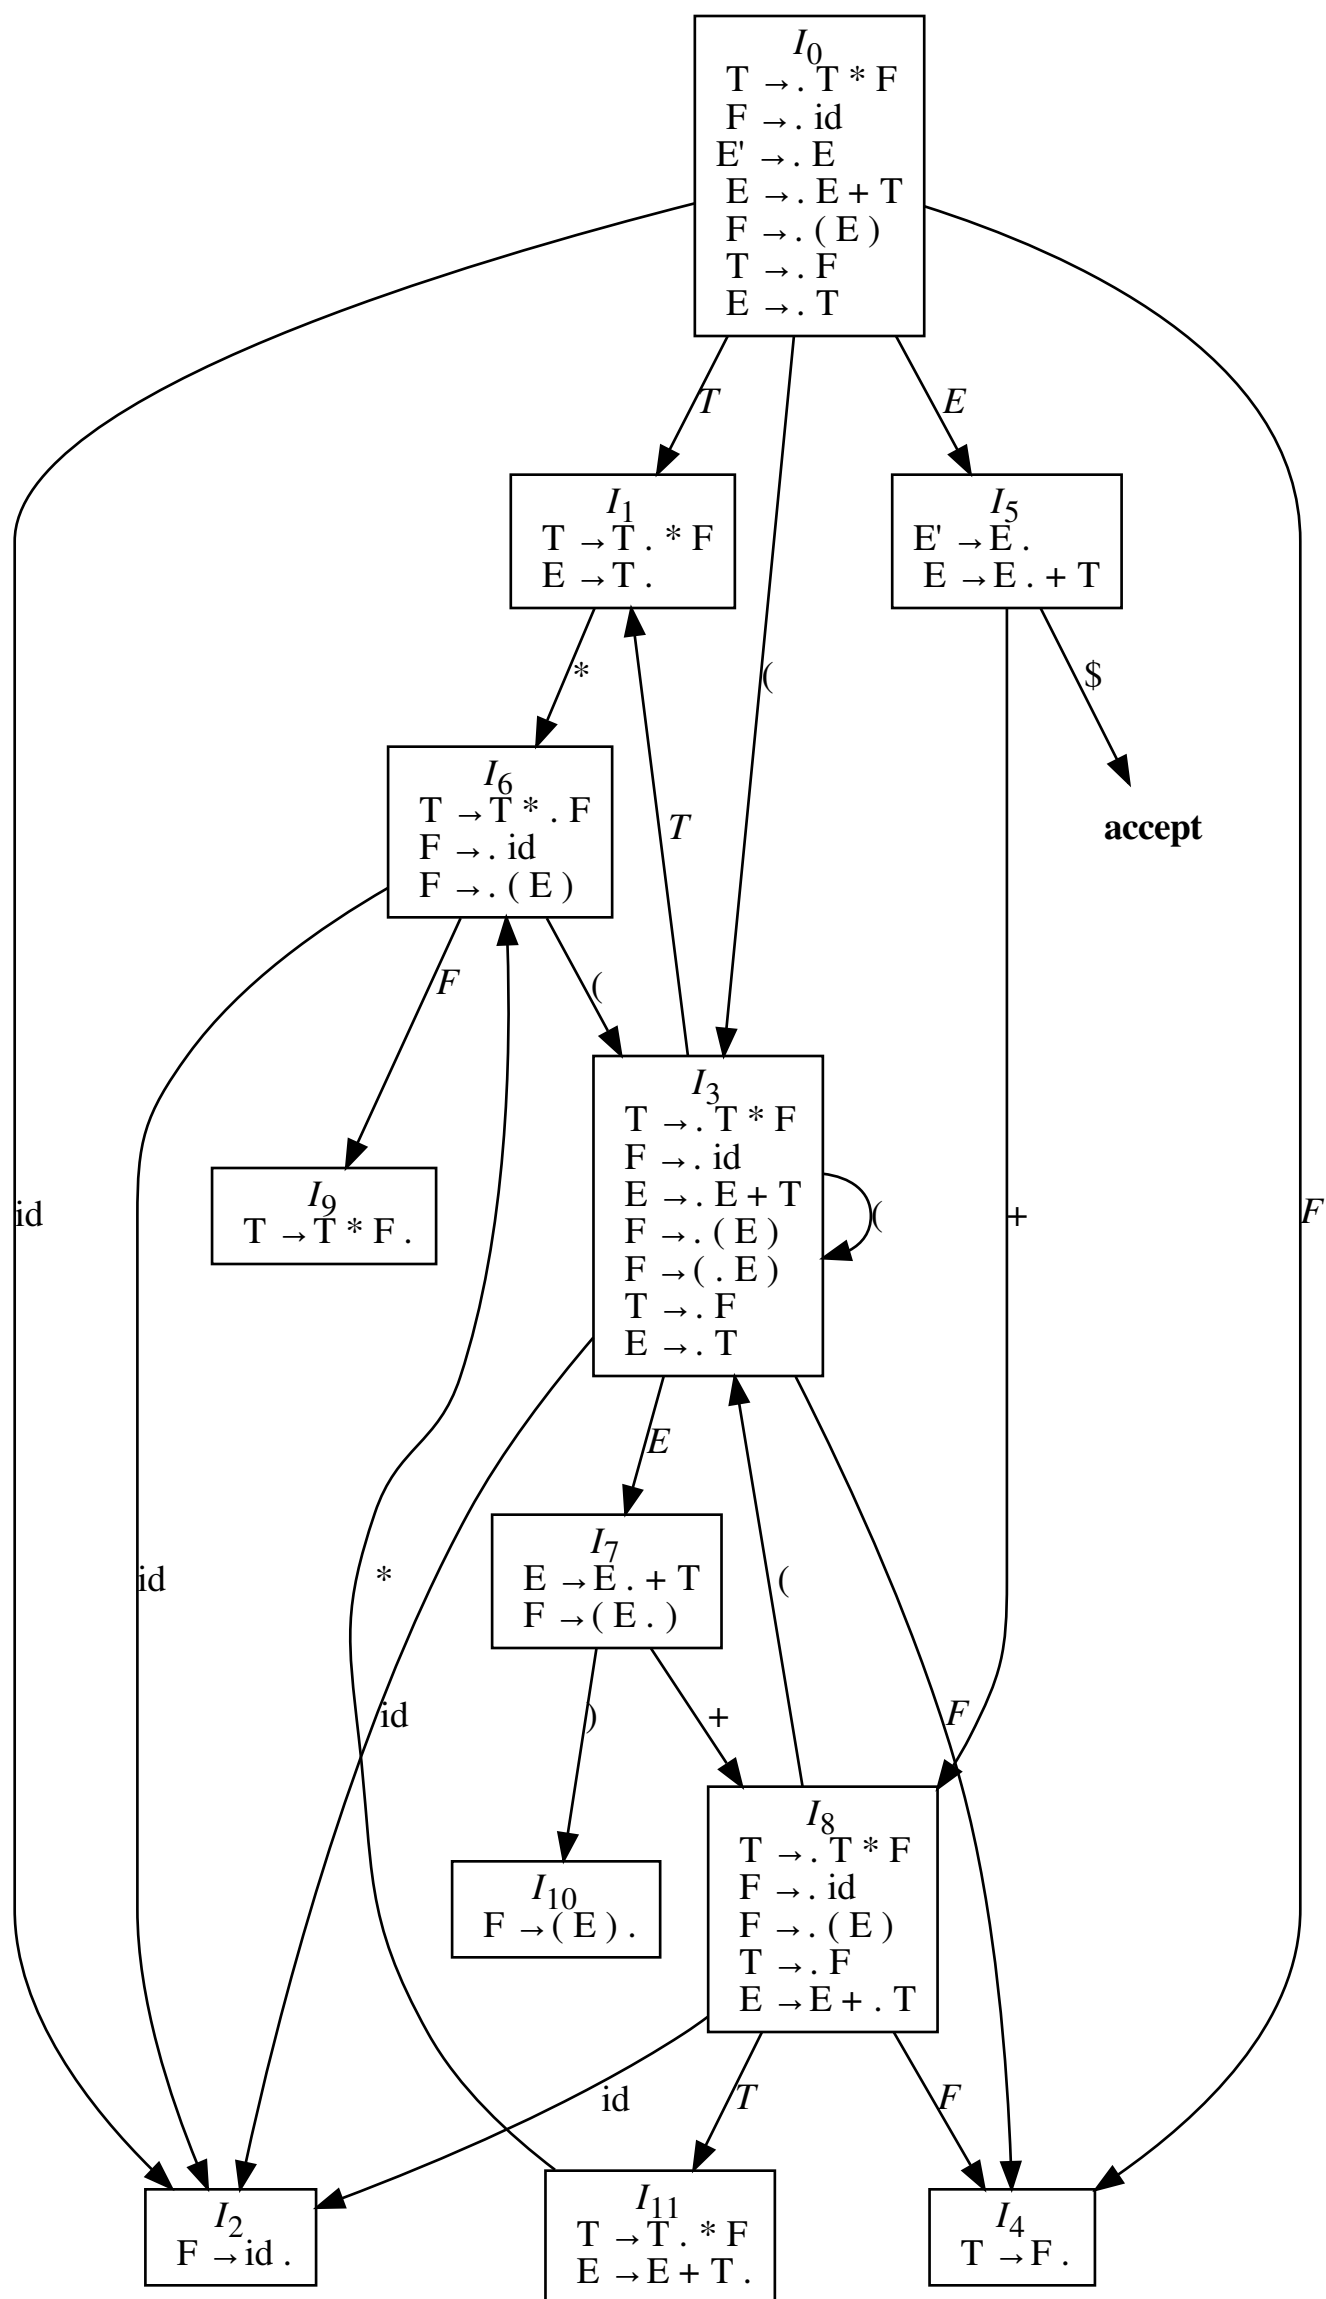 I0
T → . T * F
F → . id
E' → . E
E → . E + T
F → . ( E )
T → . F
E → . T
T
(
E
I1
T → T . * F
E → T .
I5
E' → E .
E → E . + T
*
(
$
I6
T → T * . F
F → . id
F → . ( E )
T
accept
F
(
I3
T → . T * F
F → . id
E → . E + T
F → . ( E )
F → ( . E )
T → . F
E → . T
I9
T → T * F .
id
(
+
F
E
I7
E → E . + T
F → ( E . )
id
*
(
id
)
+
F
I8
T → . T * F
F → . id
F → . ( E )
T → . F
E → E + . T
I10
F → ( E ) .
id
T
F
I2
F → id .
I11
T → T . * F
E → E + T .
I4
T → F .